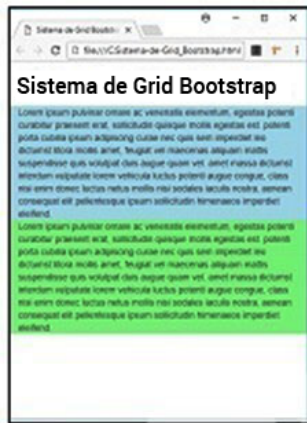 Sistema de Grid Bootstrap
Sistema de Grid Bootstrap
Lorem ipsum pulvinar ornare ac venenatis elementum, potenti
curabitur praesent erat, sollicitudin quisque mollis egestas est. potenti
porta cubilia ipsum adipiscing curae nec quis sem imperdiet leo
dictumst mollis amet, feugiat vel maecenas aliquam mattis
suspendisse quis volutpat duis augue quam vel. amet massa dictumst
interdum vulputate lorem vehicula luctus potenti augue congue, class
nisi enim donec luctus netus mollis nisi sodales iaculis nostra, aenean
consequat elit pellentesque ipsum sollicitudin himenaeos imperdiet
eleifend.
Lorem ipsum pulvinar ornare ac venenatis elementum, potenti
curabitur praesent erat, sollicitudin quisque mollis egestas est. potenti
porta cubilia ipsum adipiscing curae nec quis sem imperdiet leo
dictumst mollis amet, feugiat vel maecenas aliquam mattis
suspendisse quis volutpat duis augue quam vel. amet massa dictumst
interdum vulputate lorem vehicula luctus potenti augue congue, class
nisi enim donec luctus netus mollis nisi sodales iaculis nostra, aenean
consequat elit pellentesque ipsum sollicitudin himenaeos imperdiet
eleifend.